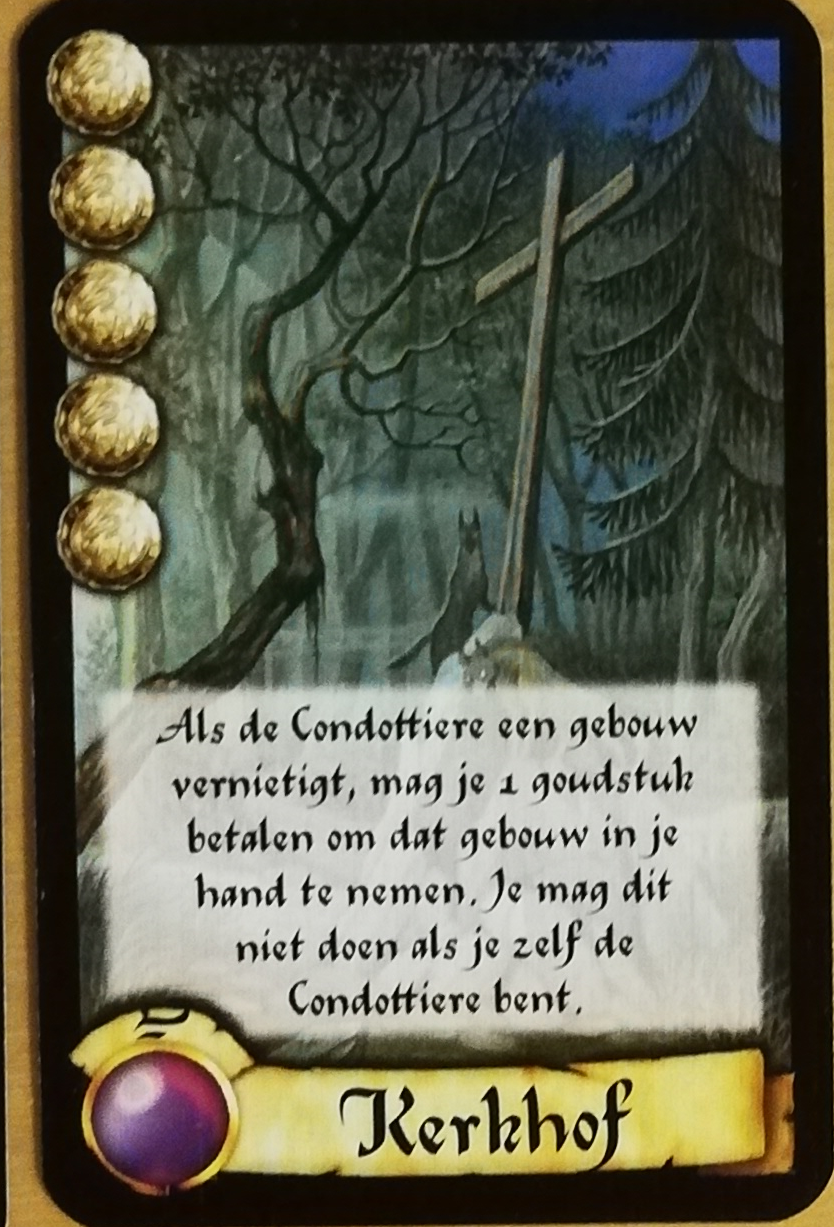 Als de Condottiere een gebouw
vernietigt, mag je 1 goudstuk
betalen om dat gebouw in je
hand te nemen. Je mag dit
niet doen als je zelf de
Condottiere bent.
Kerkhof